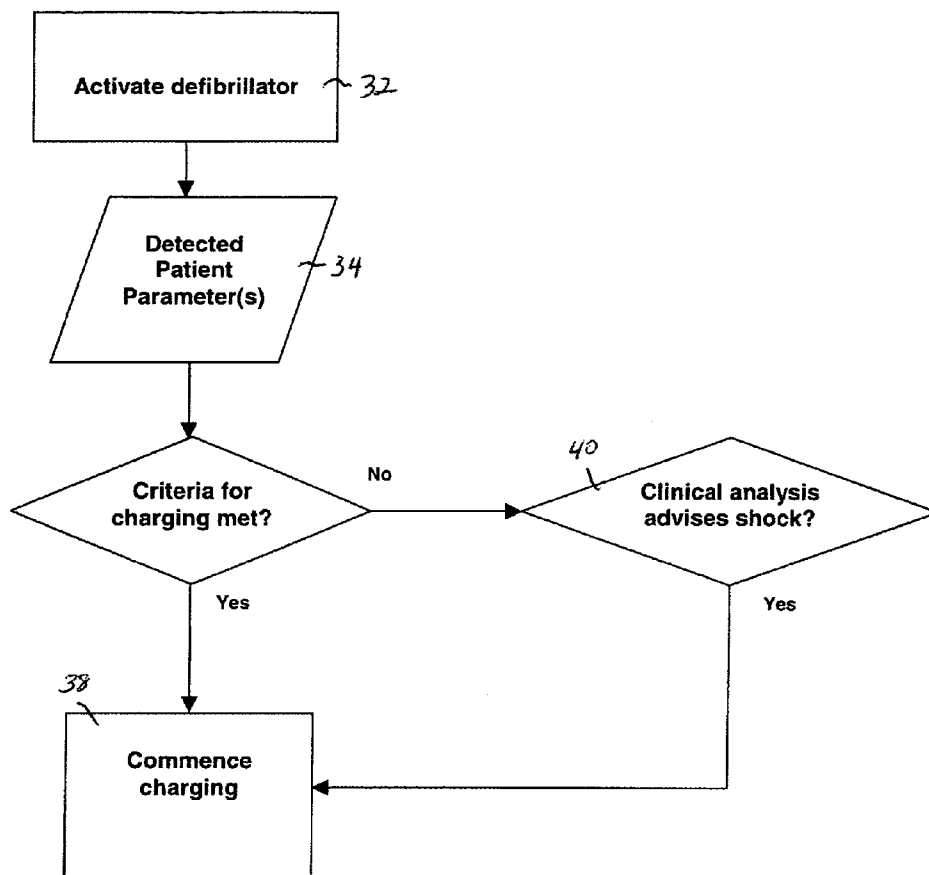 Activate defibrillator 32
Detected
Patient
Parameter(s)
34
Criteria for
charging met?
No
40
Clinical analysis
advises shock?
Yes
Yes
38
Commence
charging